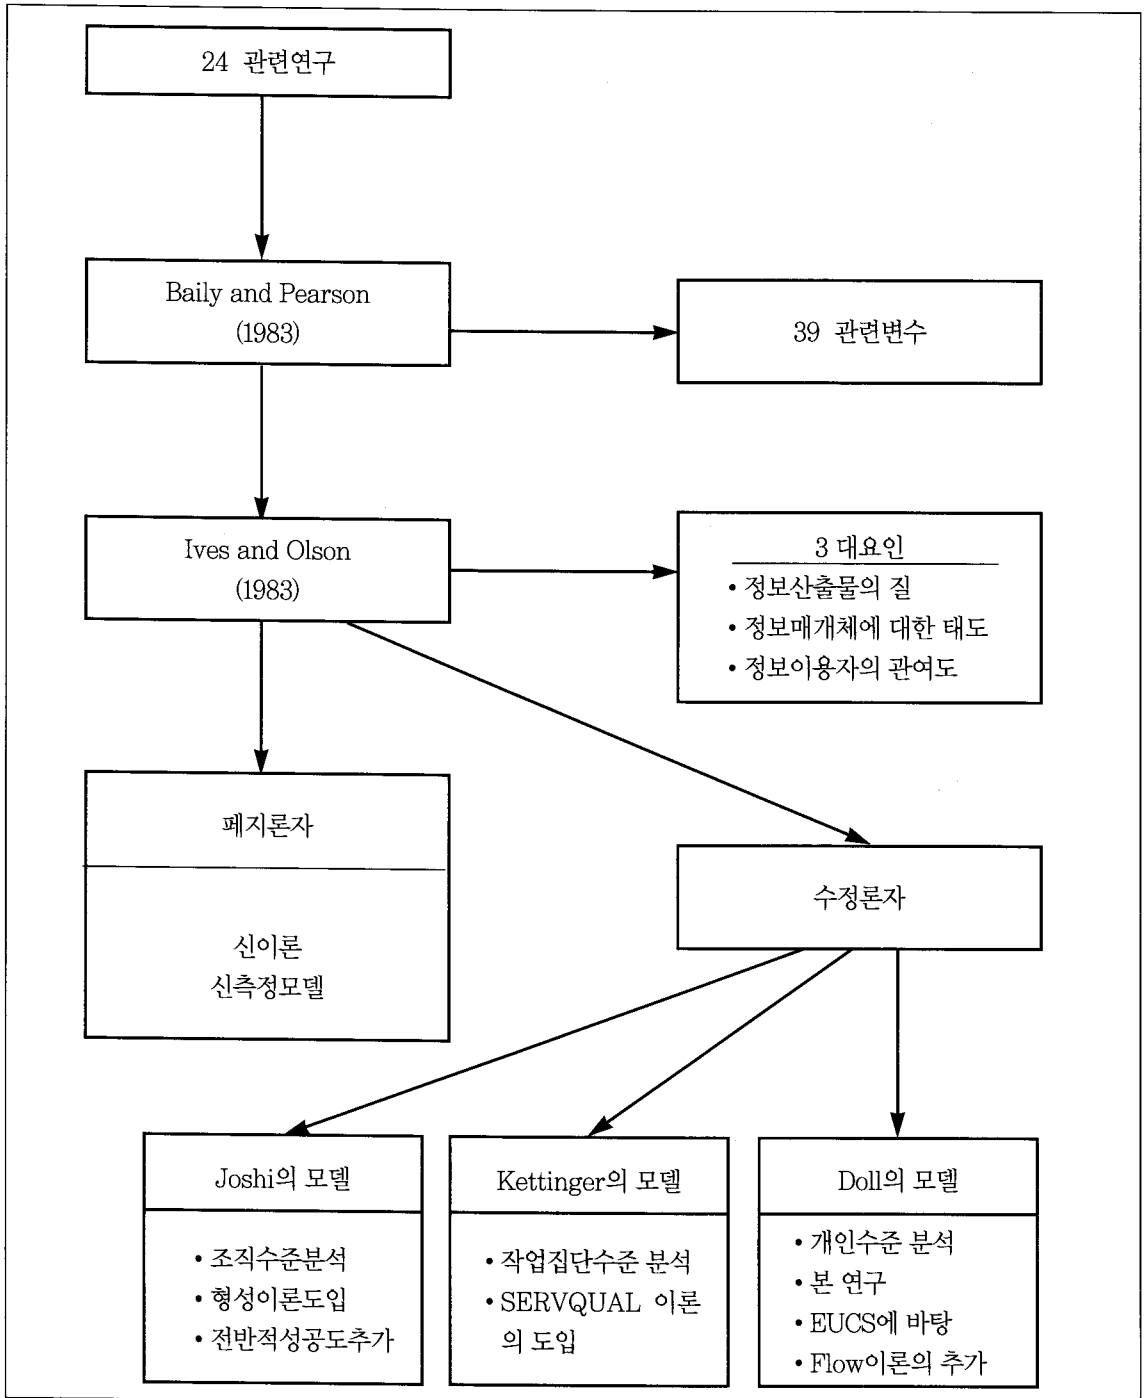 24 관련연구
Baily and Pearson
(1983)
39 관련변수
Ives and Olson
(1983)
3 대요인
• 정보산출물의 질
• 정보매개체에 대한 태도
• 정보이용자의 관여도
페지론자
신이론
신측정모델
수정론자
Joshi의 모델
• 조직수준분석
• 형성이론도입
• 전반적성공도추가
Kettinger의 모델
• 작업집단수준 분석
• SERVQUAL 이론
의 도입
Doll의 모델
• 개인수준 분석
• 본 연구
• EUCS에 바탕
• Flow이론의 추가